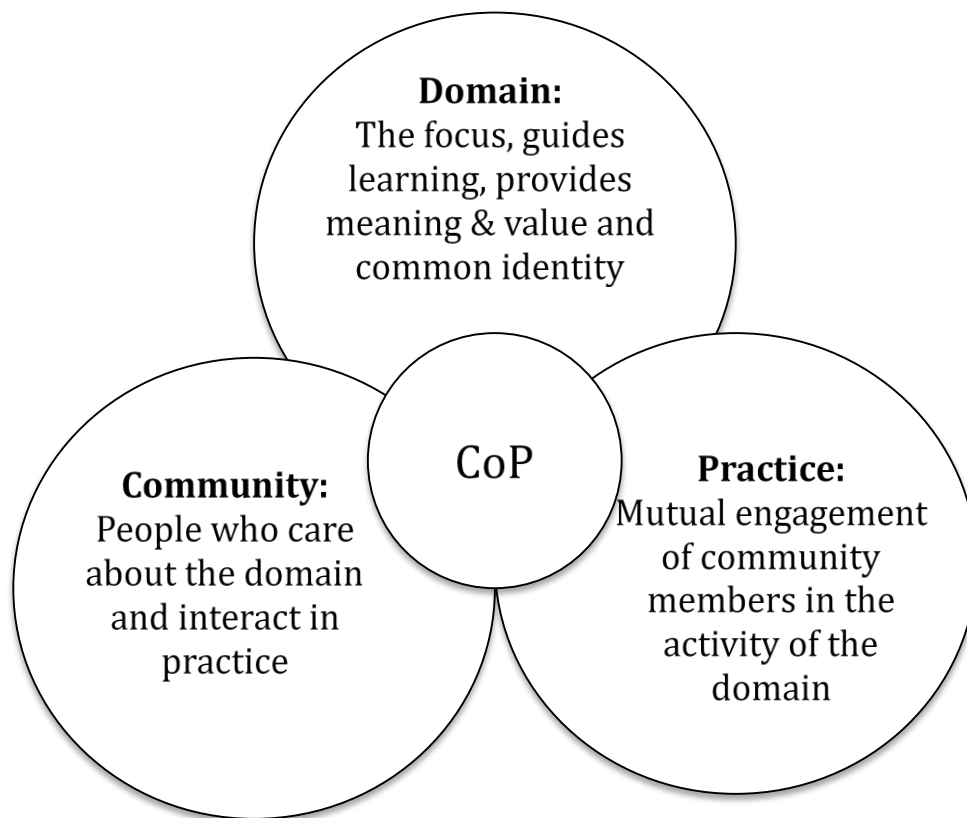 Domain:
The focus, guides
learning, provides
meaning & value and
common identity
CoP
Community:
People who care
about the domain
and interact in
practice
Practice:
Mutual engagement
of community
members in the
activity of the
domain